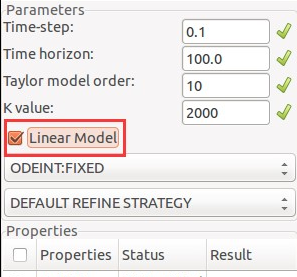 Parameters
Time-step: 0.1
Time horizon: 100.0
Taylor model order: 10
K value: 2000
Linear Model
ODEINT:FIXED
DEFAULT REFINE STRATEGY
Properties
Properties Status Result